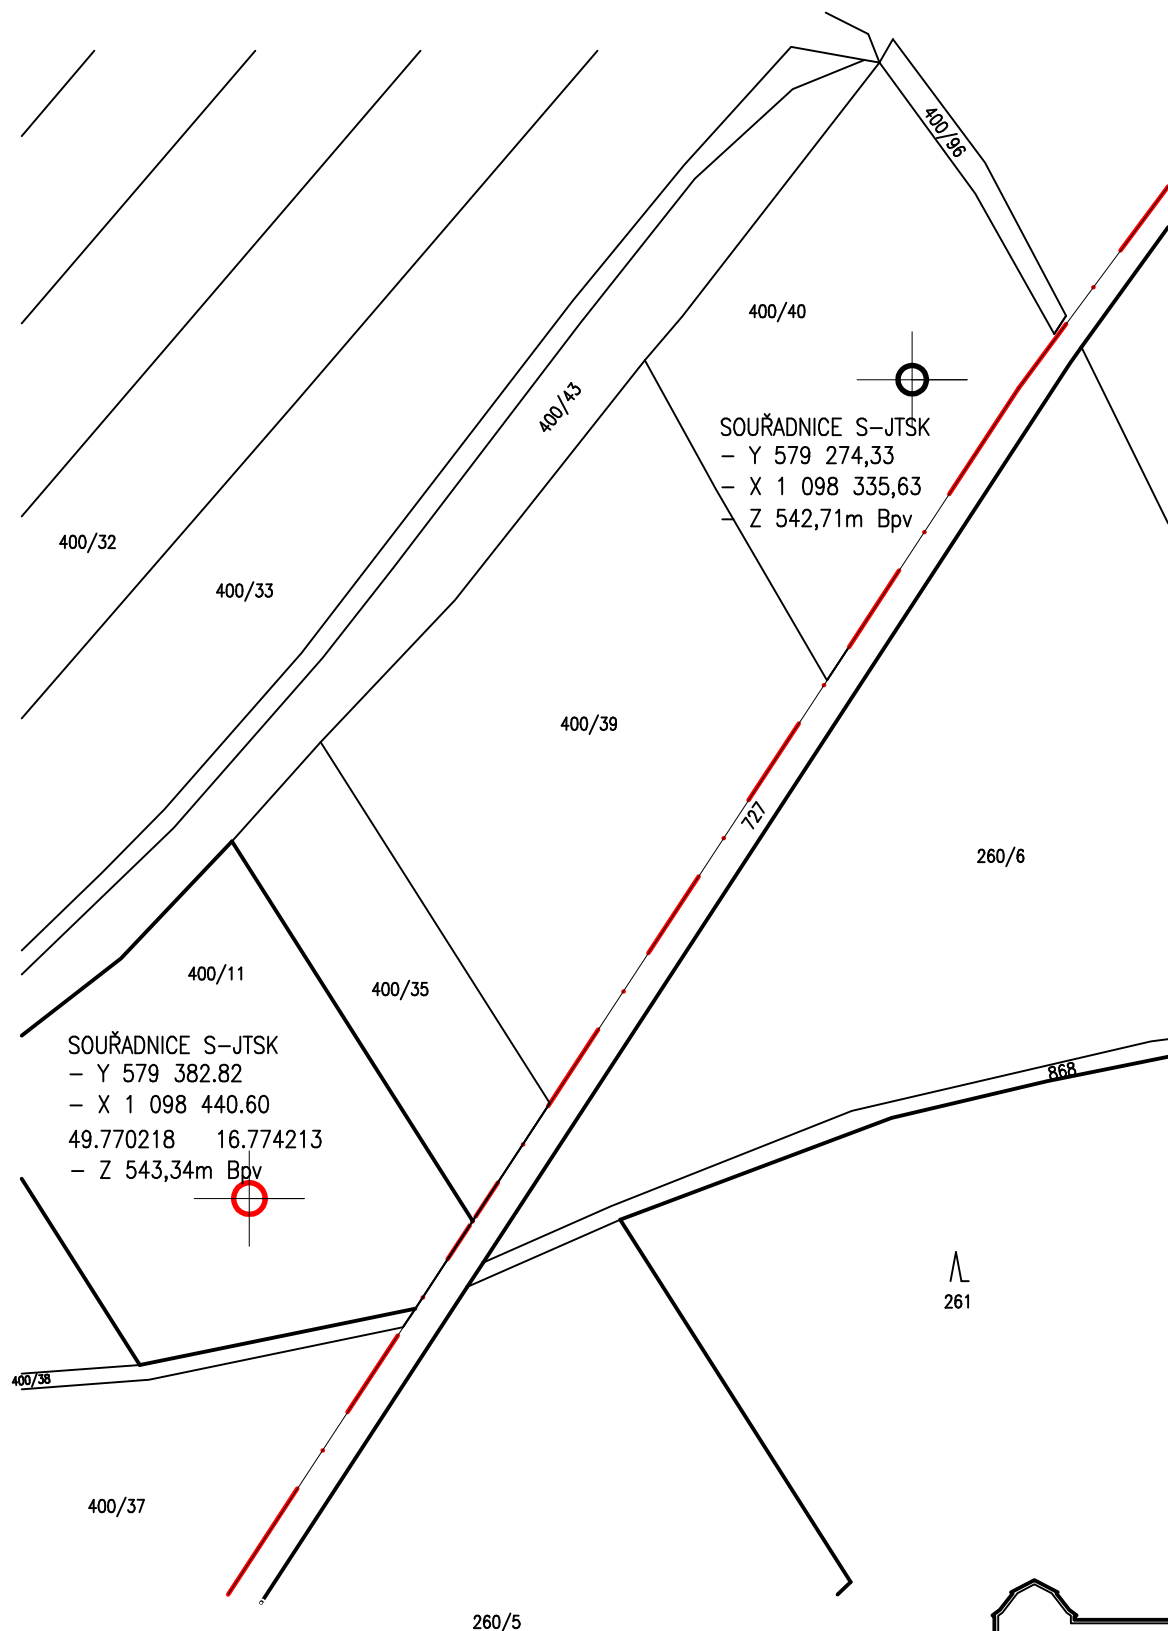 400/96
400/40
400/43
SOUŘADNICE S-JTSK
- Y 579 274,33
- X 1 098 335,63
- Z 542,71m Bpv
400/32
400/33
400/39
727
260/6
400/11
400/35
SOUŘADNICE S-JTSK
- Y 579 382.82
- X 1 098 440.60
49.770218 16.774213
- Z 543,34m Bpv
868
261
400/38
400/37
260/5